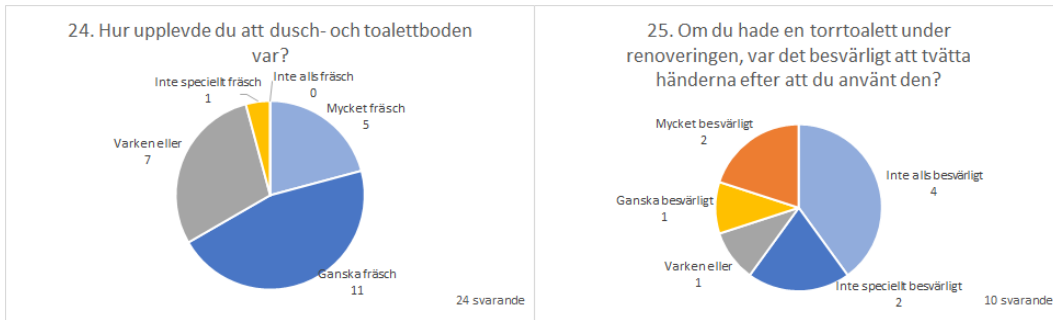 24. Hur upplevde du att dusch- och toalettboden
var?
Inte alls fräsch
0
Inte speciellt fräsch
1
Mycket fräsch
5
Varken eller
7
Ganska fräsch
11
24 svarande
25. Om du hade en torrtoalett under
renoveringen, var det besvärligt att tvätta
händerna efter att du använt den?
Mycket besvärligt
2
Inte alls besvärligt
4
Ganska besvärligt
1
Varken eller
1
Inte speciellt besvärligt
2
10 svarande